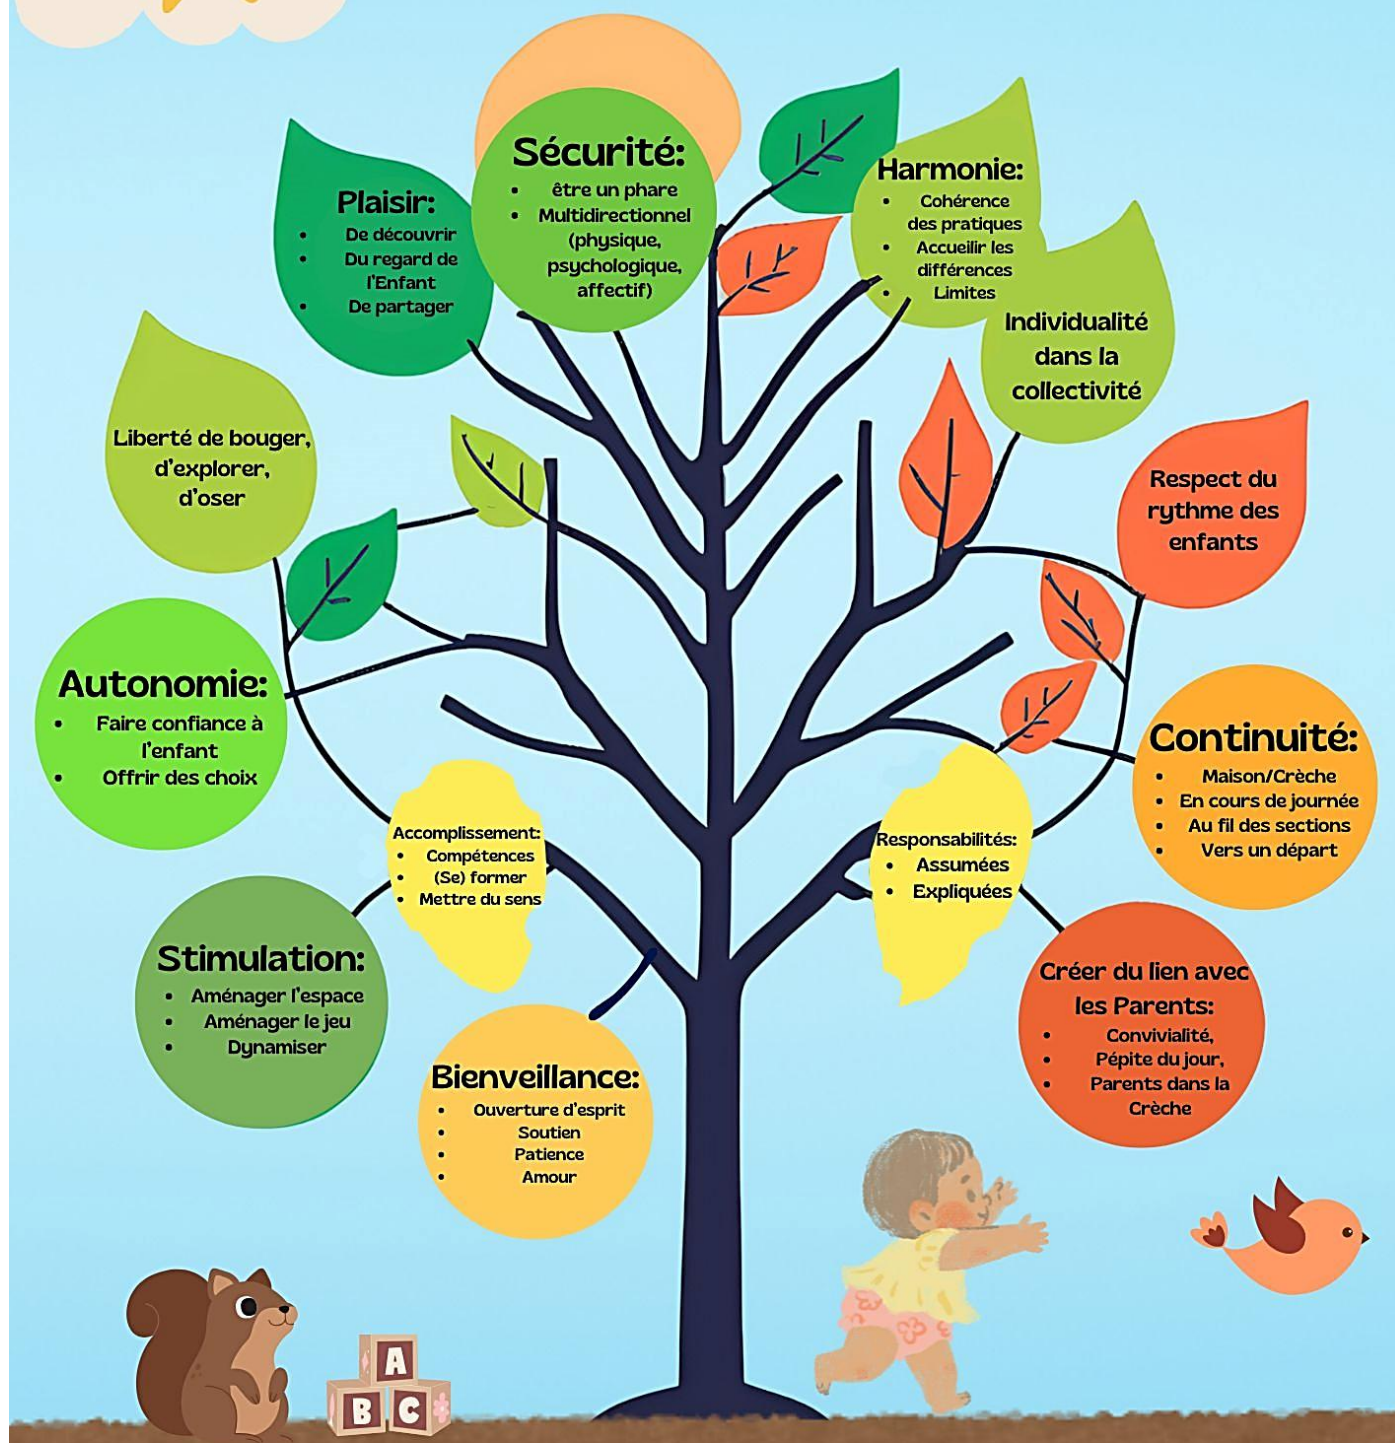 Sécurité:
• être un phare
• Multidirectionnel
(physique,
psychologique,
affectif)
Plaisir:
• De découvrir
• Du regard de
l'Enfant
• De partager
Harmonie:
• Cohérence
des pratiques
• Accueilir les
différences
• Limites
Individualité
dans la
collectivité
Liberté de bouger,
d'explorer,
d'oser
Respect du
rythme des
enfants
Autonomie:
• Faire confiance à
l'enfant
• Offrir des choix
Continuité:
• Maison/Crèche
• En cours de journée
• Au fil des sections
• Vers un départ
Accomplissement:
• Compétences
• (Se) former
• Mettre du sens
Responsabilités:
• Assumées
• Expliquées
Stimulation:
• Aménager l'espace
• Aménager le jeu
• Dynamiser
Créer du lien avec
les Parents:
• Convivialité,
• Pépite du jour,
• Parents dans la
Crèche
Bienveillance:
• Ouverture d'esprit
• Soutien
• Patience
• Amour
A
B C